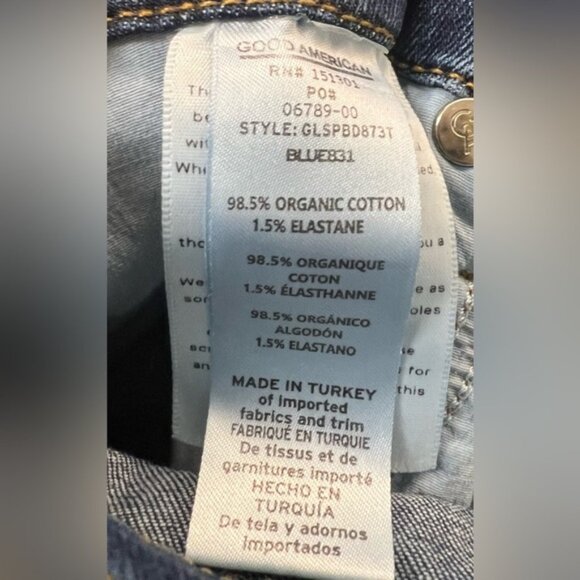 GOOD AMERICAN
RN# 151301
PO#
06789-00
STYLE: GLSPBD873T
BLUE831
98.5% ORGANIC COTTON
1.5% ELASTANE
98.5% ORGANIQUE
COTON
1.5% ÉLASTHANNE
98.5% ORGÁNICO
ALGODÓN
1.5% ELASTANO
MADE IN TURKEY
of imported
fabrics and trim
FABRIQUÉ EN TURQUIE
De tissus et de
garnitures importé
HECHO EN
TURQUÍA
De tela y adornos
importados